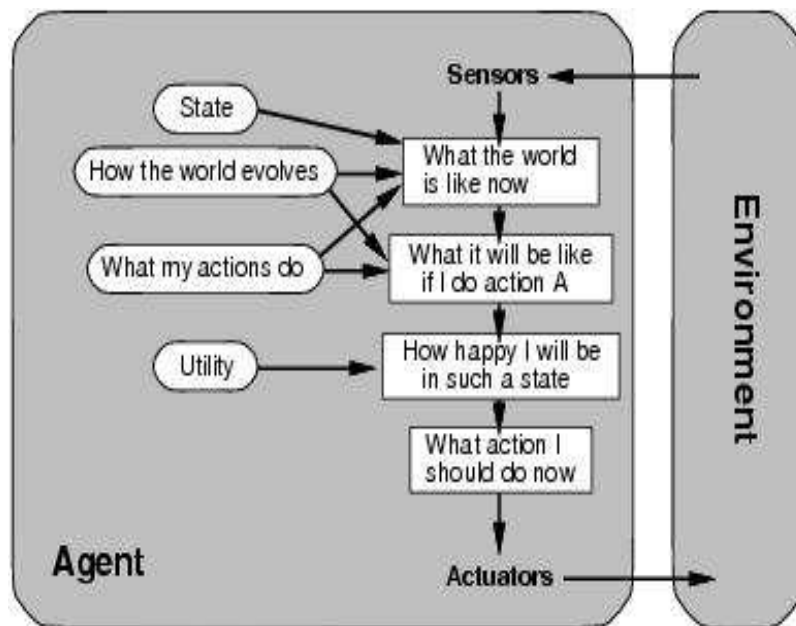 Sensors
State
What the world
is like now
How the world evolves
What my actions do
What it will be like
if I do action A
Utility
How happy I will be
in such a state
What action I
should do now
Agent
Actuators
Environment